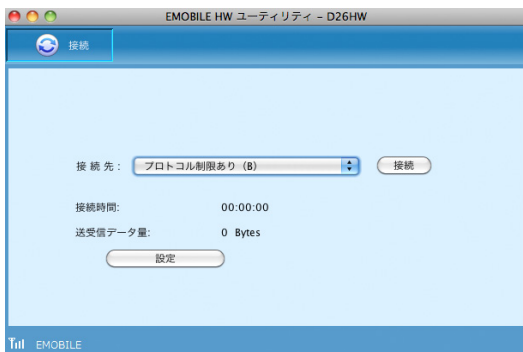 EMOBILE HW ユーティリティ – D26HW
接続
接続先: プロトコル制限あり（B） 接続
接続時間: 00:00:00
送受信データ量: 0 Bytes
設定
EMOBILE